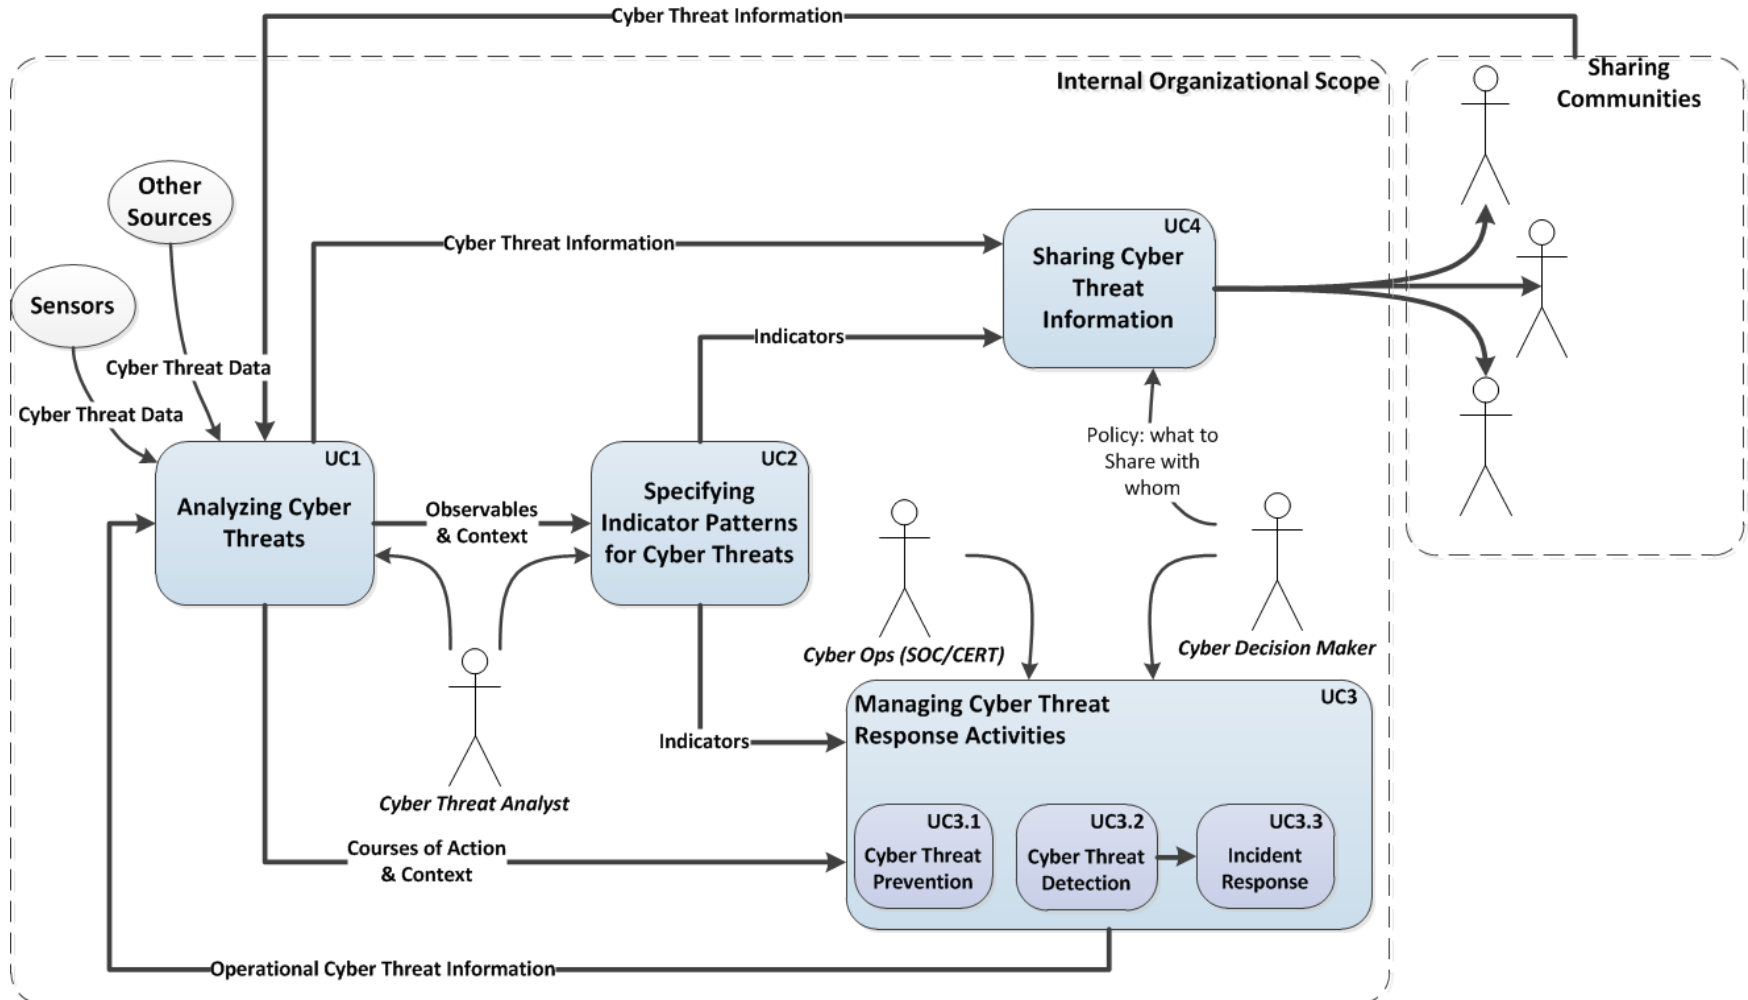 Cyber Threat Information
Internal Organizational Scope
Sharing
Communities
Other
Sources
Sensors
Cyber Threat Data
Cyber Threat Data
Cyber Threat Information
UC4
Sharing Cyber
Threat
Information
Indicators
Policy: what to
Share with
whom
UC1
Analyzing Cyber
Threats
Observables
& Context
UC2
Specifying
Indicator Patterns
for Cyber Threats
Cyber Ops (SOC/CERT)
Cyber Decision Maker
Cyber Threat Analyst
Indicators
UC3
Managing Cyber Threat
Response Activities
UC3.1
Cyber Threat
Prevention
UC3.2
Cyber Threat
Detection
UC3.3
Incident
Response
Courses of Action
& Context
Operational Cyber Threat Information